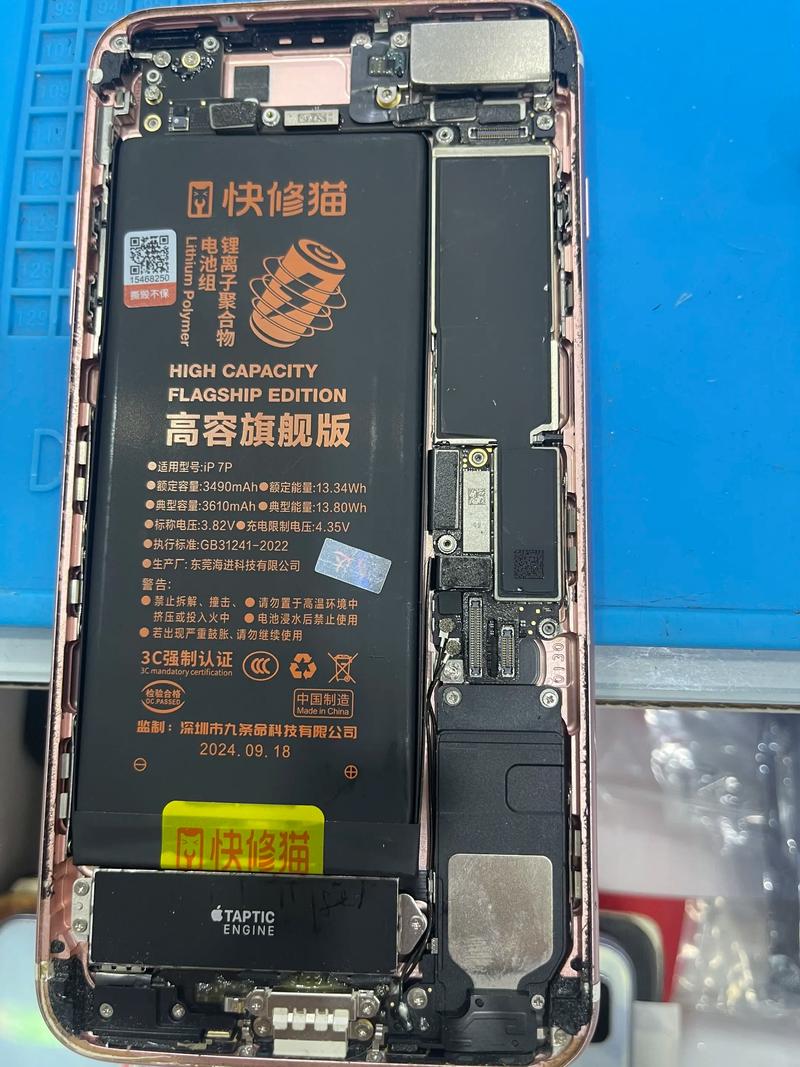 快修猫
15468250
撕毁不保
锂离子聚合物
电池组
Lithium Polymer
HIGH CAPACITY
FLAGSHIP EDITION
高容旗舰版
●适用型号:iP 7P
●额定容量:3490mAh●额定能量:13.34Wh
●典型容量:3610mAh●典型能量:13.80Wh
●标称电压:3.82V●充电限制电压:4.35V
●执行标准:GB31241-2022
●生产厂: 东莞海进科技有限公司
警告:
●禁止拆解、撞击、挤压或投入火中
●请勿置于高温环境中
●电池浸水后禁止使用
●若出现严重鼓胀、请勿继续使用
3C强制认证
3C mandatory certification
CCC
检验合格
QC.PASSED
中国制造
Made in China
监制：深圳市九条命科技有限公司
2024.09.18
快修猫
TAPTIC
ENGINE